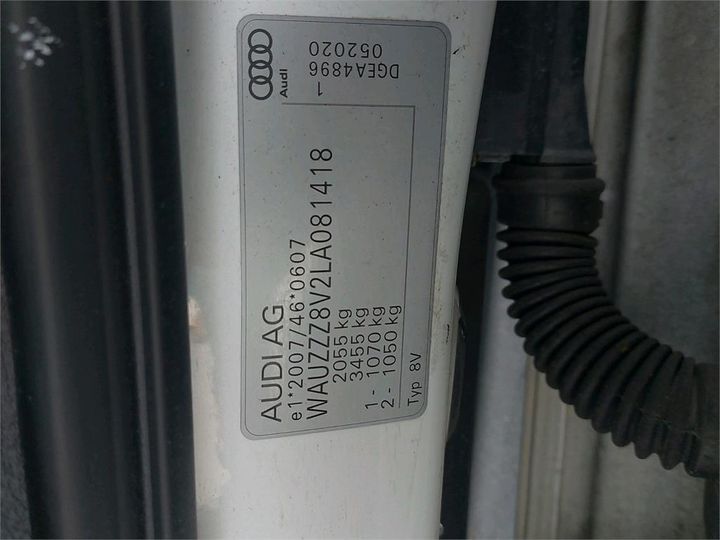 AUDI AG
e1*2007/46*0607
WAUZZZ8V2LA081418
2055 kg
3455 kg
1 - 1070 kg
2 - 1050 kg
Typ 8V
Audi
1
DGEA4896
052020